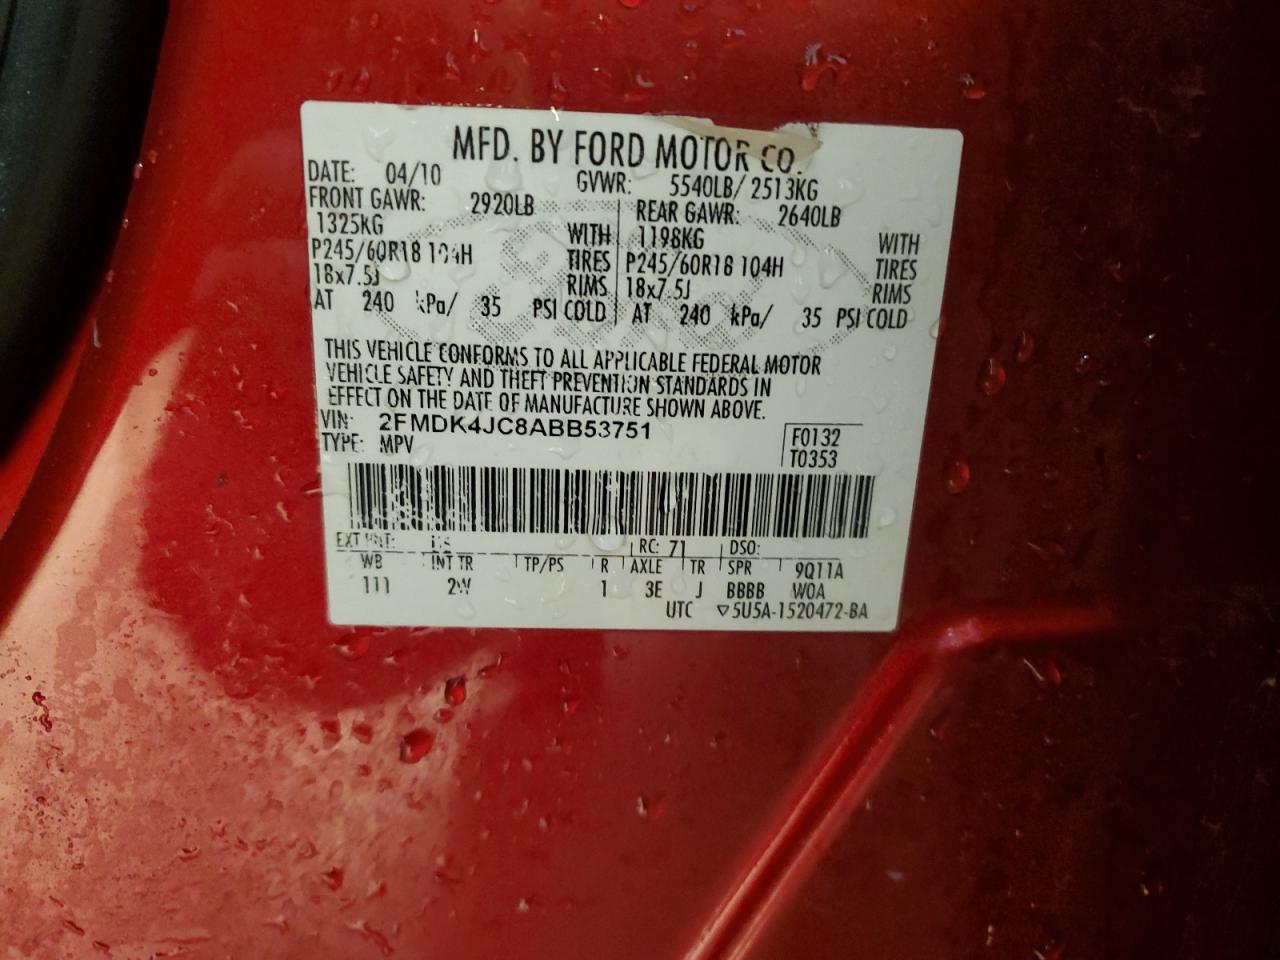 MFD. BY FORD MOTOR CO.
DATE: 04/10 GVWR: 5540LB/ 2513KG
FRONT GAWR: 2920LB REAR GAWR: 2640LB
1325KG WITH 1198KG WITH
P245/60R18 104H TIRES P245/60R18 104H TIRES
18x7.5J RIMS 18x7.5J RIMS
AT 240 kPa/ 35 PSI COLD AT 240 kPa/ 35 PSI COLD
THIS VEHICLE CONFORMS TO ALL APPLICABLE FEDERAL MOTOR
VEHICLE SAFETY AND THEFT PREVENTION STANDARDS IN
EFFECT ON THE DATE OF MANUFACTURE SHOWN ABOVE.
VIN: 2FMDK4JC8ABB53751
TYPE: MPV F0132
T0353
EXT PNT: RC: 71 DSO:
WB INT TR TP/PS R AXLE TR SPR 9Q11A
111 2W 1 3E J BBBB WOA
UTC ▽5U5A-1520472-BA